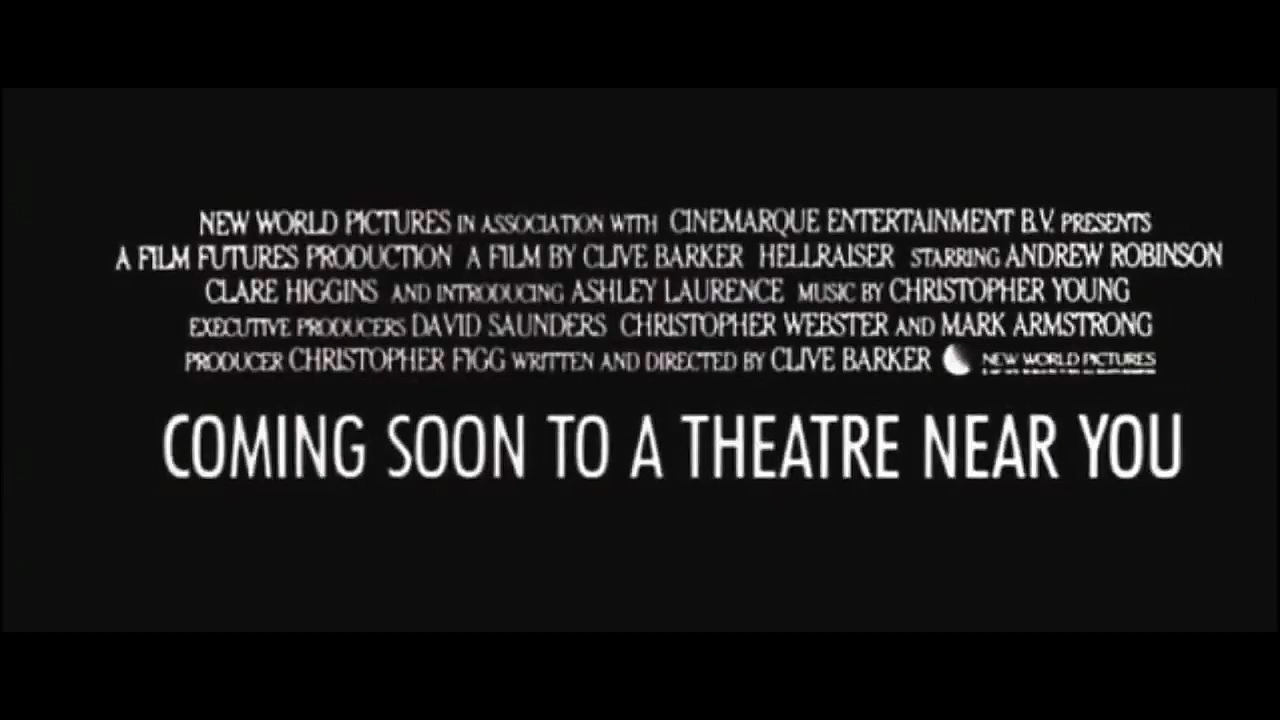 NEW WORLD PICTURES IN ASSOCIATION WITH CINEMARQUE ENTERTAINMENT B.V. PRESENTS
A FILM FUTURES PRODUCTION A FILM BY CLIVE BARKER HELLRAISER STARRING ANDREW ROBINSON
CLARE HIGGINS AND INTRODUCING ASHLEY LAURENCE MUSIC BY CHRISTOPHER YOUNG
EXECUTIVE PRODUCERS DAVID SAUNDERS CHRISTOPHER WEBSTER AND MARK ARMSTRONG
PRODUCER CHRISTOPHER FIGG WRITTEN AND DIRECTED BY CLIVE BARKER NEW WORLD PICTURES
COMING SOON TO A THEATRE NEAR YOU